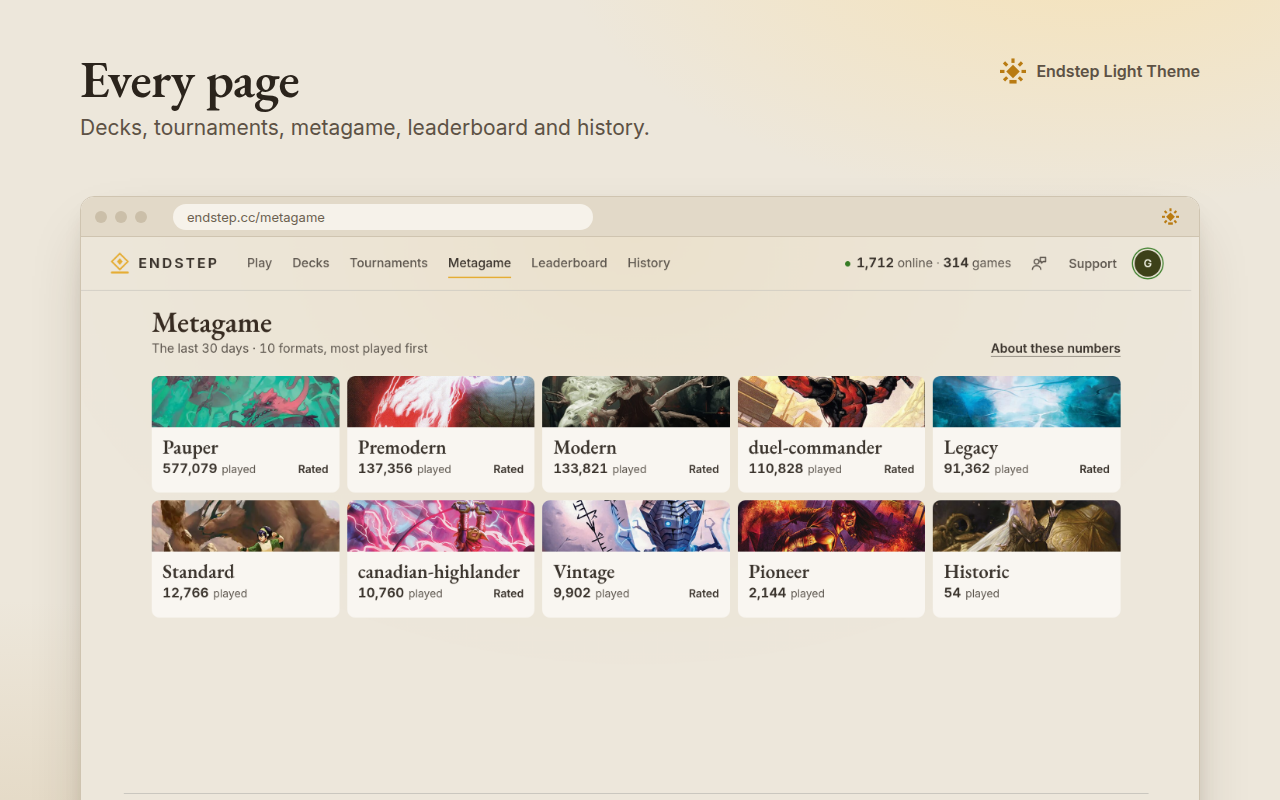 Every page
Decks, tournaments, metagame, leaderboard and history.
Endstep Light Theme
endstep.cc/metagame
ENDSTEP Play Decks Tournaments Metagame Leaderboard History
1,712 online · 314 games Support G
Metagame
The last 30 days · 10 formats, most played first
About these numbers
Pauper
577,079 played Rated
Premodern
137,356 played Rated
Modern
133,821 played Rated
duel-commander
110,828 played Rated
Legacy
91,362 played Rated
Standard
12,766 played
canadian-highlander
10,760 played Rated
Vintage
9,902 played Rated
Pioneer
2,144 played
Historic
54 played